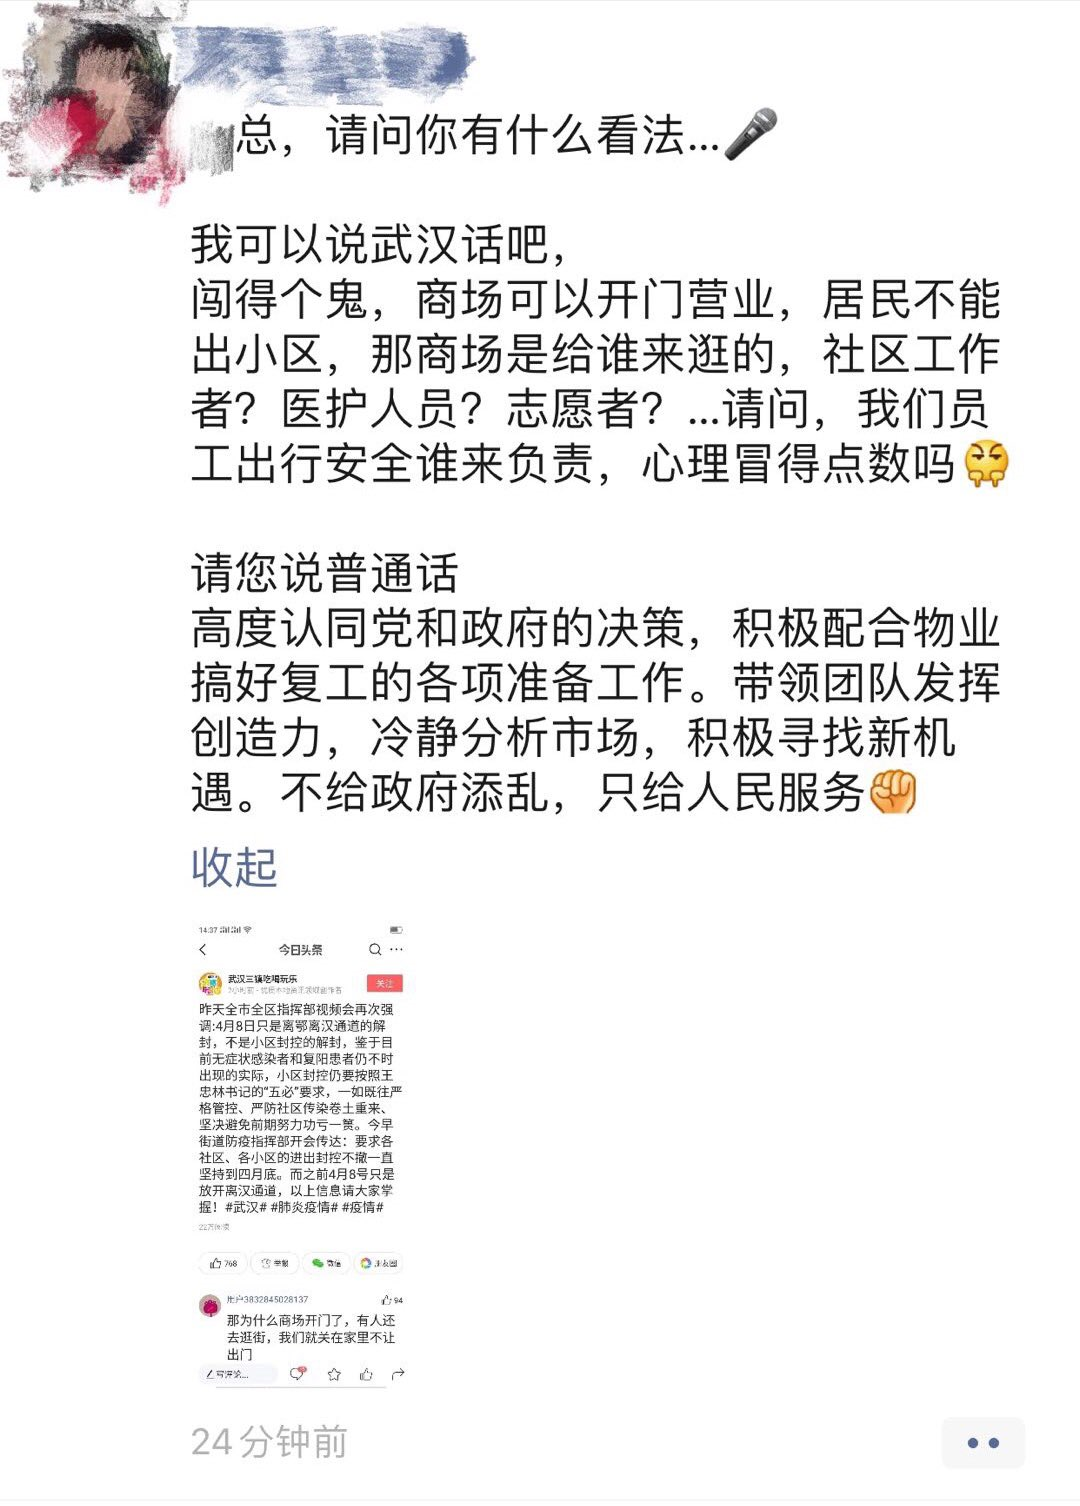 总，请问你有什么看法...
我可以说武汉话吧，
闯得个鬼，商场可以开门营业，居民不能
出小区，那商场是给谁来逛的，社区工作
者？医护人员？志愿者？...请问，我们员
工出行安全谁来负责，心理冒得点数吗
请您说普通话
高度认同党和政府的决策，积极配合物业
搞好复工的各项准备工作。带领团队发挥
创造力，冷静分析市场，积极寻找新机
遇。不给政府添乱，只给人民服务
收起
14:37
今日头条
武汉三镇吃喝玩乐
关注
昨天全市全区指挥部视频会再次强
调:4月8日只是离鄂离汉通道的解
封，不是小区封控的解封，鉴于目
前无症状感染者和复阳患者仍不时
出现的实际，小区封控仍要按照王
忠林书记的“五必”要求，一如既往严
格管控、严防社区传染卷土重来、
坚决避免前期努力功亏一篑。今早
街道防疫指挥部开会传达：要求各
社区、各小区的进出封控不撤一直
坚持到四月底。而之前4月8号只是
放开离汉通道，以上信息请大家掌
握！#武汉# #肺炎疫情# #疫情#
22万阅读
768 举报 微信 朋友圈
用户3832845028137 94
那为什么商场开门了，有人还
去逛街，我们就关在家里不让
出门
写评论...
24分钟前